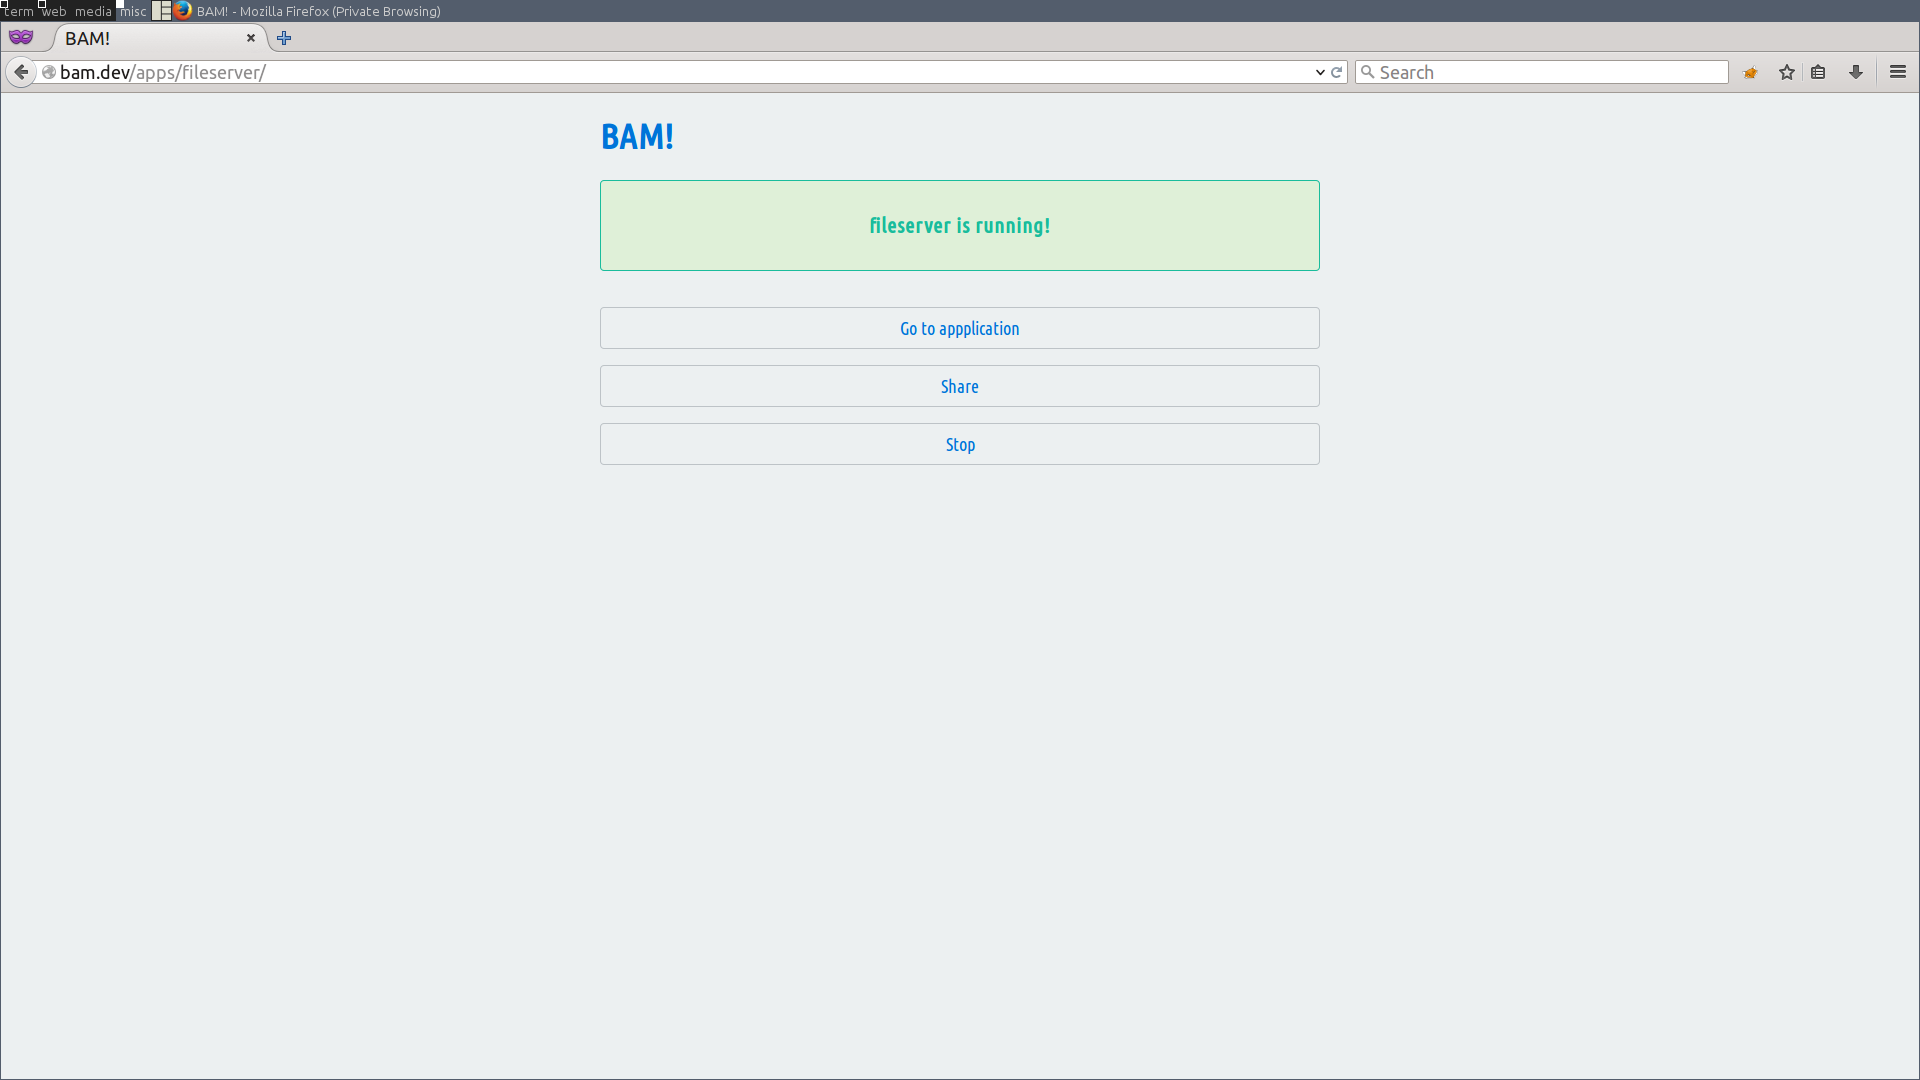 term web media misc BAM! - Mozilla Firefox (Private Browsing)
BAM!
bam.dev/apps/fileserver/ Search
BAM!
fileserver is running!
Go to appplication
Share
Stop